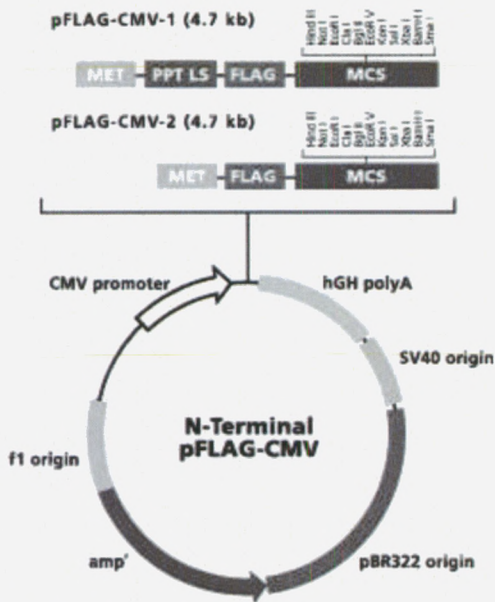 pFLAG-CMV-1 (4.7 kb)
Hind III
Not I
EcoR I
Cla I
Bgl II
EcoR V
Kpn I
Sal I
Xba I
BamH I
Sma I
MET PPT LS FLAG MCS
pFLAG-CMV-2 (4.7 kb)
Hind III
Not I
EcoR I
Cla I
Bgl II
EcoR V
Kpn I
Sal I
Xba I
BamH I
Sma I
MET FLAG MCS
CMV promoter
hGH polyA
SV40 origin
N-Terminal
pFLAG-CMV
f1 origin
ampʳ
pBR322 origin